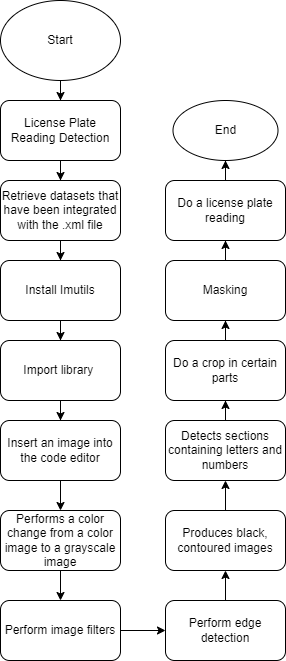 Start
License Plate
Reading Detection
Retrieve datasets that
have been integrated
with the .xml file
Install Imutils
Import library
Insert an image into
the code editor
Performs a color
change from a color
image to a grayscale
image
Perform image filters
Perform edge
detection
Produces black,
contoured images
Detects sections
containing letters and
numbers
Do a crop in certain
parts
Masking
Do a license plate
reading
End